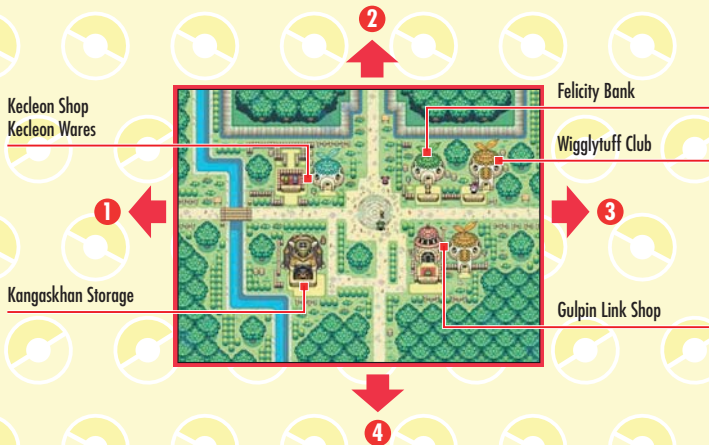 2
Kecleon Shop
Kecleon Wares
Felicity Bank
Wigglytuff Club
1
3
Kangaskhan Storage
Gulpin Link Shop
4